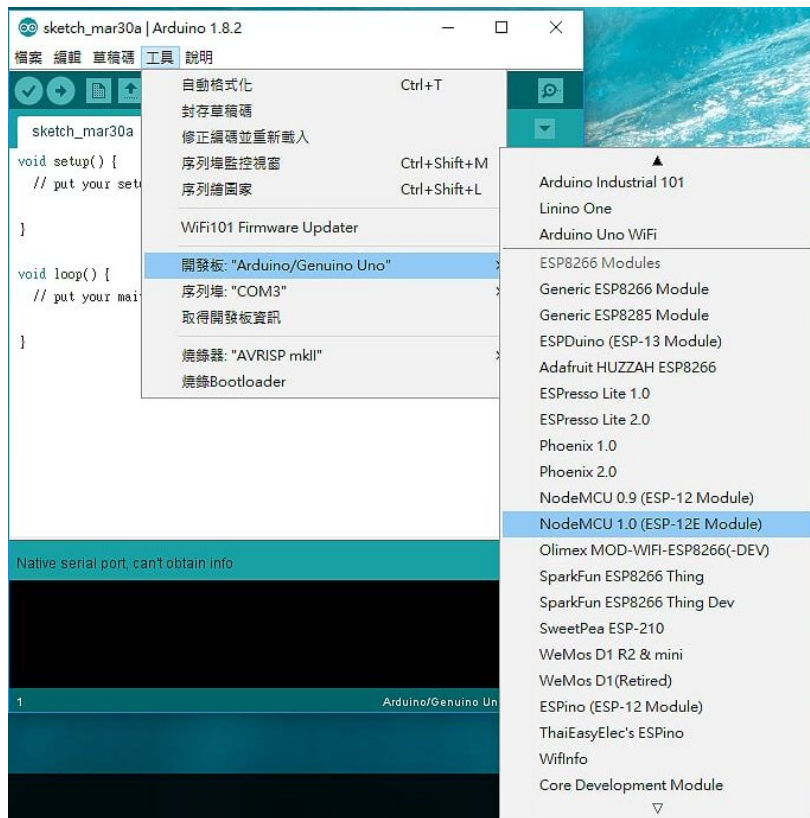 sketch_mar30a | Arduino 1.8.2
檔案 編輯 草稿碼 工具 說明
sketch_mar30a
void setup() {
// put your setu
}
void loop() {
// put your mai
}
自動格式化 Ctrl+T
封存草稿碼
修正編碼並重新載入
序列埠監控視窗 Ctrl+Shift+M
序列繪圖家 Ctrl+Shift+L
WiFi101 Firmware Updater
開發板: "Arduino/Genuino Uno"
序列埠: "COM3"
取得開發板資訊
燒錄器: "AVRISP mkII"
燒錄Bootloader
Arduino Industrial 101
Linino One
Arduino Uno WiFi
ESP8266 Modules
Generic ESP8266 Module
Generic ESP8285 Module
ESPDuino (ESP-13 Module)
Adafruit HUZZAH ESP8266
ESPresso Lite 1.0
ESPresso Lite 2.0
Phoenix 1.0
Phoenix 2.0
NodeMCU 0.9 (ESP-12 Module)
NodeMCU 1.0 (ESP-12E Module)
Olimex MOD-WIFI-ESP8266(-DEV)
SparkFun ESP8266 Thing
SparkFun ESP8266 Thing Dev
SweetPea ESP-210
WeMos D1 R2 & mini
WeMos D1(Retired)
ESPino (ESP-12 Module)
ThaiEasyElec's ESPino
WifInfo
Core Development Module
Native serial port, can't obtain info
1 Arduino/Genuino Un